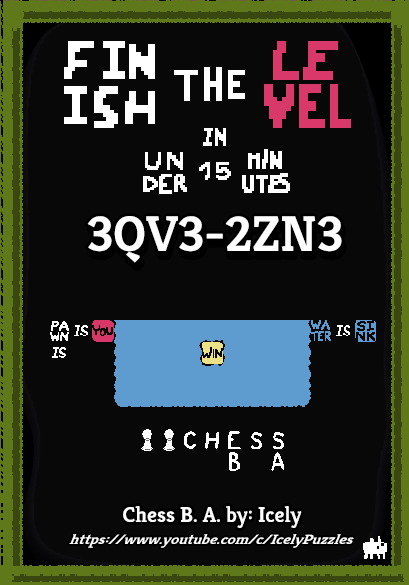 FIN
ISH
THE
LE
VEL
IN
UN
DER
15
MIN
UTES
3QV3-2ZN3
PA
WN IS YOU
IS
WIN
WA
TER IS SI
NK
CHESS
B A
Chess B. A. by: Icely
https://www.youtube.com/c/IcelyPuzzles